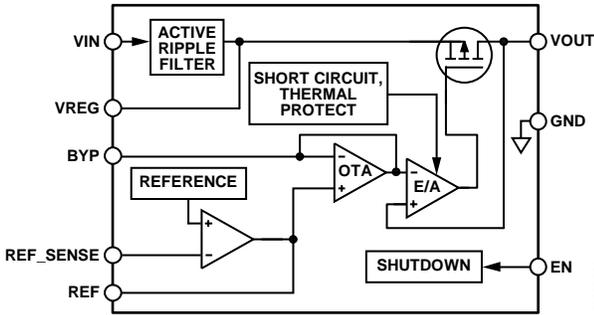 VIN
ACTIVE
RIPPLE
FILTER
VOUT
SHORT CIRCUIT,
THERMAL
PROTECT
VREG
GND
BYP
–
OTA
+
–
E/A
+
REFERENCE
+
–
REF_SENSE
SHUTDOWN
EN
REF